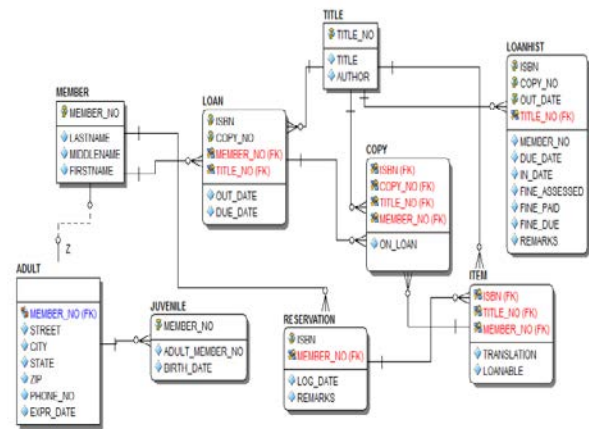 TITLE
TITLE_NO
TITLE
AUTHOR
LOANHIST
ISBN
COPY_NO
OUT_DATE
TITLE_NO (FK)
MEMBER_NO
DUE_DATE
IN_DATE
FINE_ASSESSED
FINE_PAID
FINE_DUE
REMARKS
MEMBER
MEMBER_NO
LASTNAME
MIDDLENAME
FIRSTNAME
LOAN
ISBN
COPY_NO
MEMBER_NO (FK)
TITLE_NO (FK)
OUT_DATE
DUE_DATE
COPY
ISBN (FK)
COPY_NO (FK)
TITLE_NO (FK)
MEMBER_NO (FK)
ON_LOAN
Z
ADULT
MEMBER_NO (FK)
STREET
CITY
STATE
ZIP
PHONE_NO
EXPR_DATE
JUVENILE
MEMBER_NO
ADULT_MEMBER_NO
BIRTH_DATE
RESERVATION
ISBN
MEMBER_NO (FK)
LOG_DATE
REMARKS
ITEM
ISBN (FK)
TITLE_NO (FK)
MEMBER_NO (FK)
TRANSLATION
LOANABLE